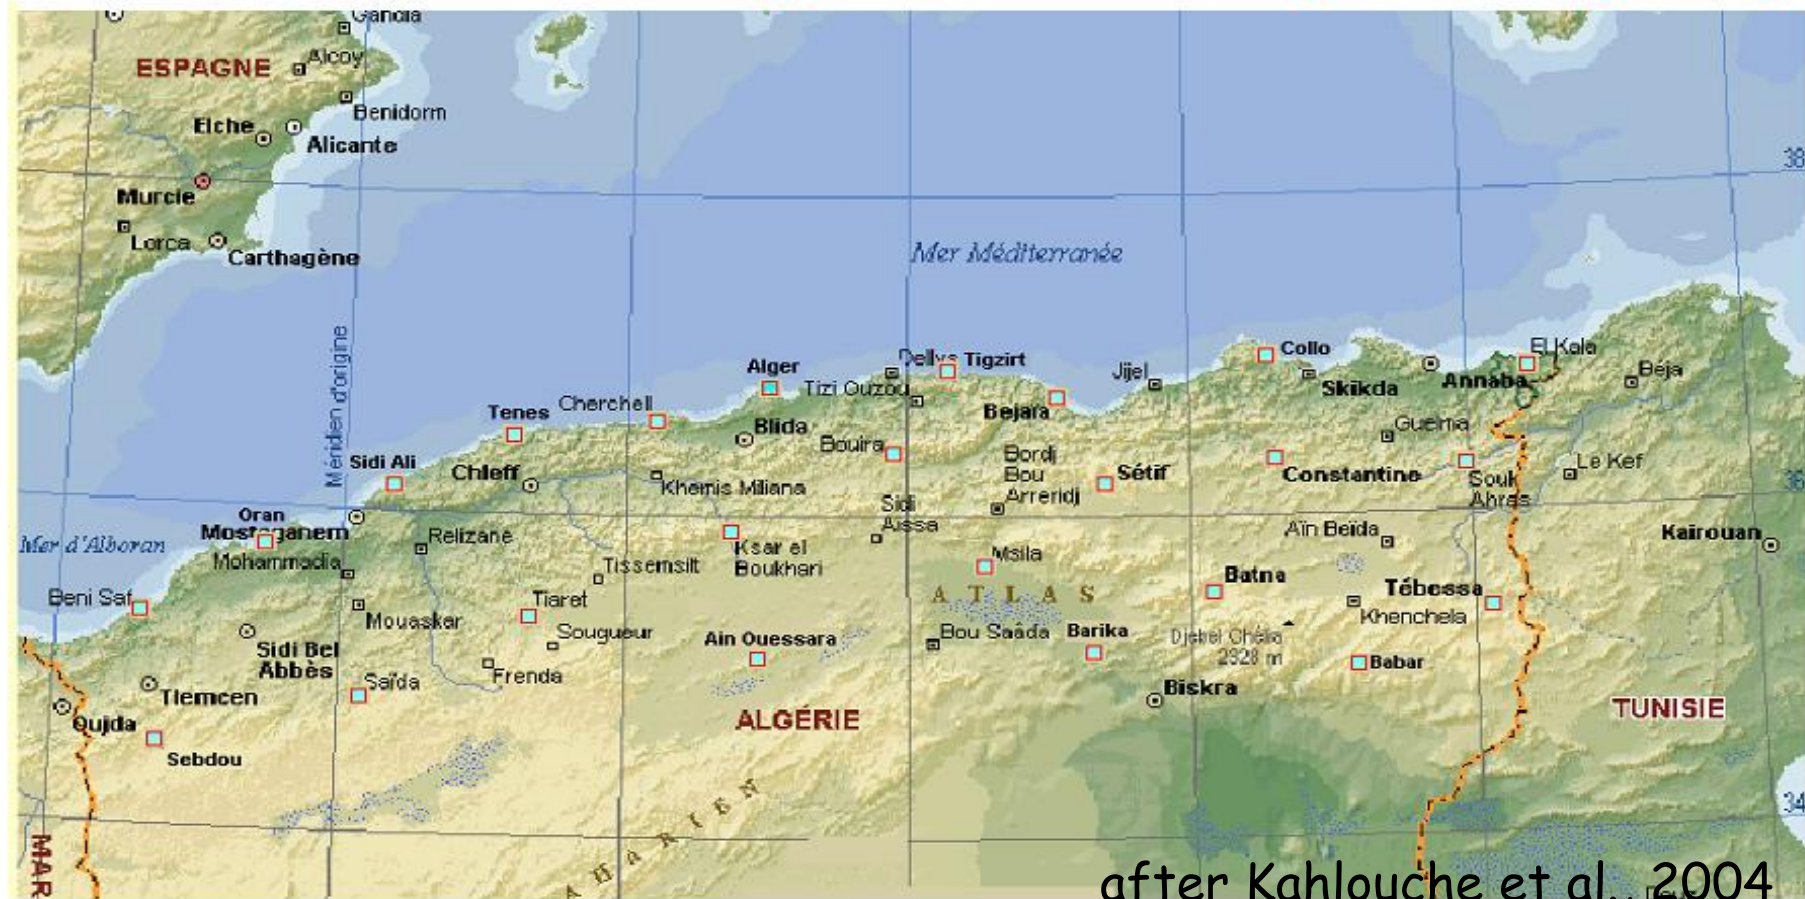 Gandia
ESPAGNE
Alcoy
Benidorm
Elche
Alicante
Murcie
38
Lorca
Carthagène
Mer Méditerranée
Méridien d'origine
Alger
Dellys
Tigzirt
Collo
El Kala
Tizi Ouzou
Jijel
Skikda
Annaba
Béja
Tenes
Cherchell
Bejaïa
Blida
Bouira
Guelma
Sidi Ali
Chleff
Khemis Miliana
Bordj
Bou
Arreridj
Sétif
Constantine
Souk
Ahras
Le Kef
36
Oran
Mostaganem
Relizane
Sidi
Aïssa
Aïn Beïda
Kairouan
Mer d'Alboran
Mohammadia
Tissemsilt
Ksar el
Boukhari
Msila
ATLAS
Batna
Tébessa
Khenchela
Beni Saf
Mouaskar
Tiaret
Sougueur
Ain Ouessara
Bou Saâda
Barika
Djebel Chélia
2328 m
Babar
Sidi Bel
Abbès
Frenda
Saïda
Tlemcen
Biskra
Oujda
Sebdou
ALGÉRIE
TUNISIE
34
MAR
AHARIEN
after Kahlouche et al., 2004